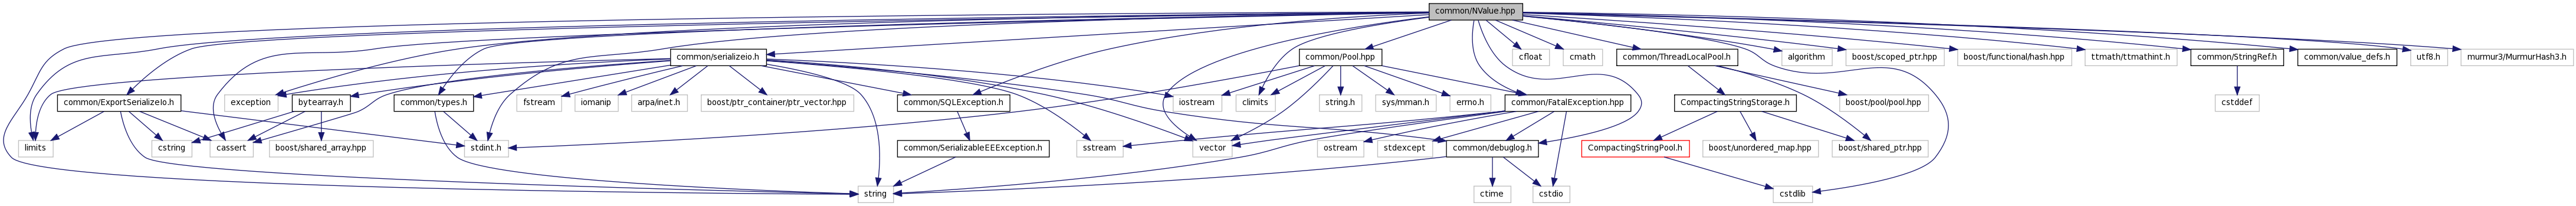 common/NValue.hpp
common/serializeio.h
common/Pool.hpp
cfloat
cmath
common/ThreadLocalPool.h
algorithm
boost/scoped_ptr.hpp
boost/functional/hash.hpp
ttmath/ttmathint.h
common/StringRef.h
common/value_defs.h
utf8.h
murmur3/MurmurHash3.h
common/ExportSerializeIo.h
exception
bytearray.h
common/types.h
fstream
iomanip
arpa/inet.h
boost/ptr_container/ptr_vector.hpp
common/SQLException.h
iostream
climits
string.h
sys/mman.h
errno.h
common/FatalException.hpp
CompactingStringStorage.h
boost/pool/pool.hpp
cstddef
limits
cstring
cassert
boost/shared_array.hpp
stdint.h
common/SerializableEEException.h
sstream
vector
ostream
stdexcept
common/debuglog.h
CompactingStringPool.h
boost/unordered_map.hpp
boost/shared_ptr.hpp
string
ctime
cstdio
cstdlib